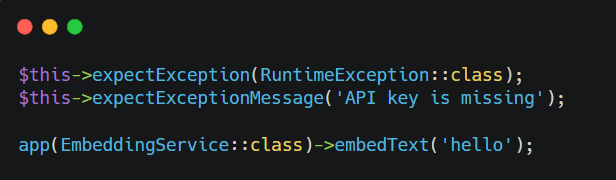 $this->expectException(RuntimeException::class);
$this->expectExceptionMessage('API key is missing');
app(EmbeddingService::class)->embedText('hello');